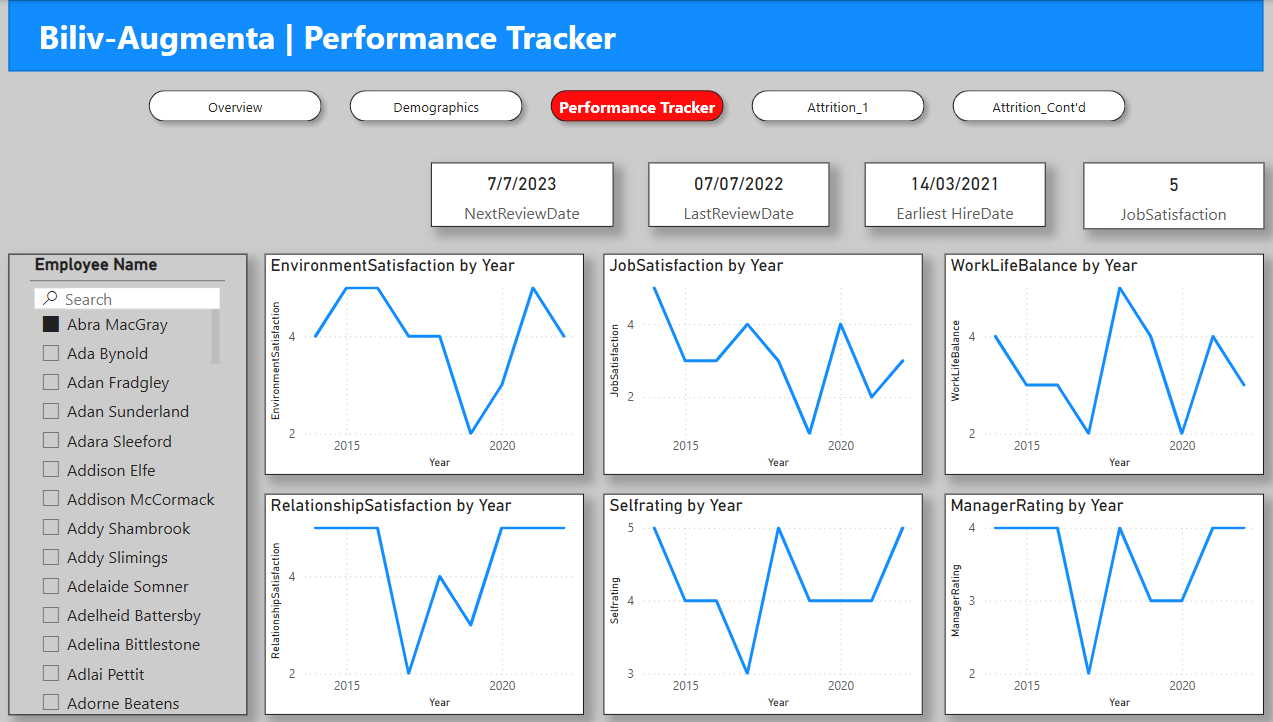 Biliv-Augmenta | Performance Tracker
Overview
Demographics
Performance Tracker
Attrition_1
Attrition_Cont'd
7/7/2023
NextReviewDate
07/07/2022
LastReviewDate
14/03/2021
Earliest HireDate
5
JobSatisfaction
Employee Name
Search
Abra MacGray
Ada Bynold
Adan Fradgley
Adan Sunderland
Adara Sleeford
Addison Elfe
Addison McCormack
Addy Shambrook
Addy Slimings
Adelaide Somner
Adelheid Battersby
Adelina Bittlestone
Adlai Pettit
Adorne Beatens
EnvironmentSatisfaction by Year
EnvironmentSatisfaction
4
2
2015 2020
Year
JobSatisfaction by Year
JobSatisfaction
4
2
2015 2020
Year
WorkLifeBalance by Year
WorkLifeBalance
4
2
2015 2020
Year
RelationshipSatisfaction by Year
RelationshipSatisfaction
4
2
2015 2020
Year
Selfrating by Year
Selfrating
5
4
3
2015 2020
Year
ManagerRating by Year
ManagerRating
4
3
2
2015 2020
Year